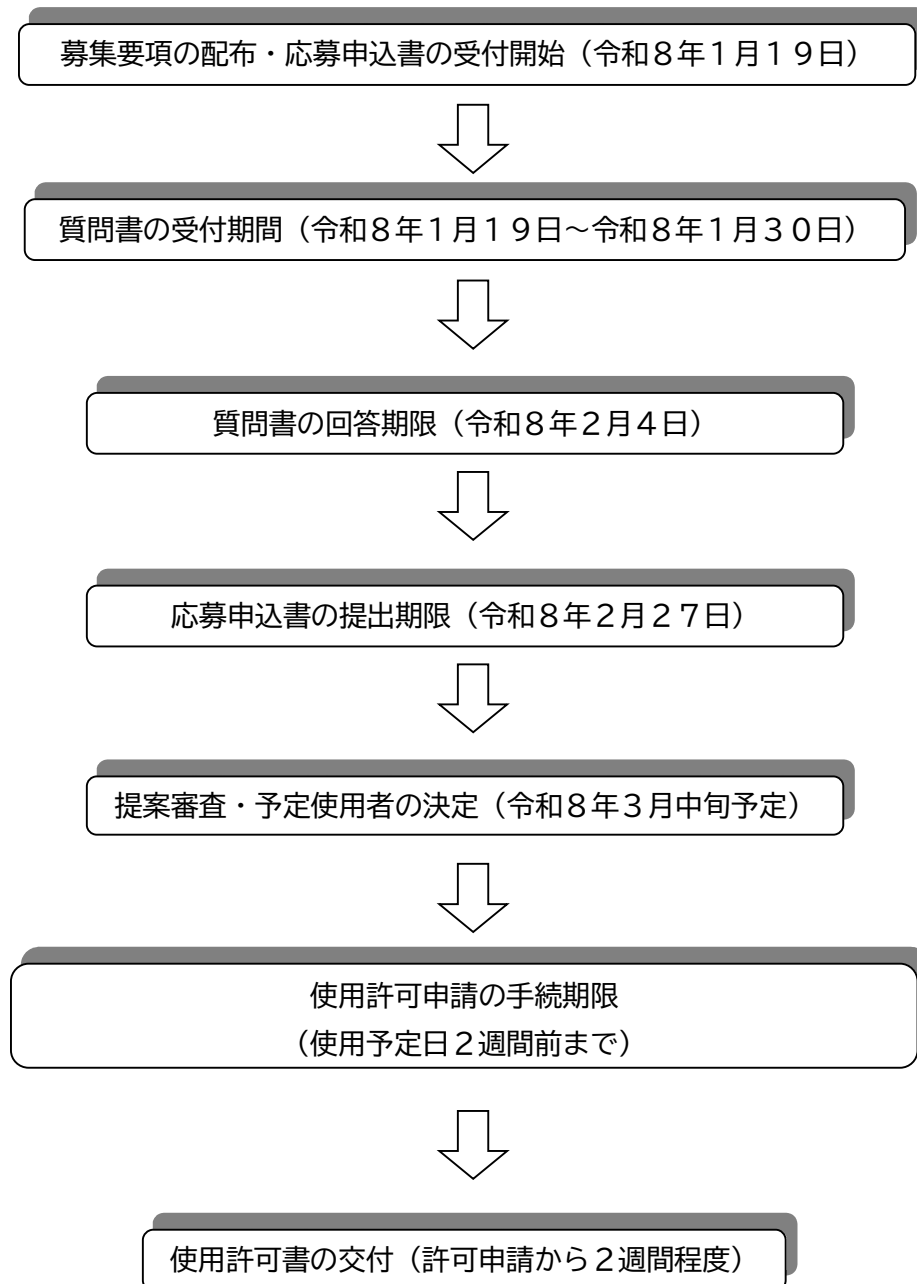 募集要項の配布・応募申込書の受付開始（令和８年１月１９日）
質問書の受付期間（令和８年１月１９日～令和８年１月３０日）
質問書の回答期限（令和８年２月４日）
応募申込書の提出期限（令和８年２月２７日）
提案審査・予定使用者の決定（令和８年３月中旬予定）
使用許可申請の手続期限
（使用予定日２週間前まで）
使用許可書の交付（許可申請から２週間程度）